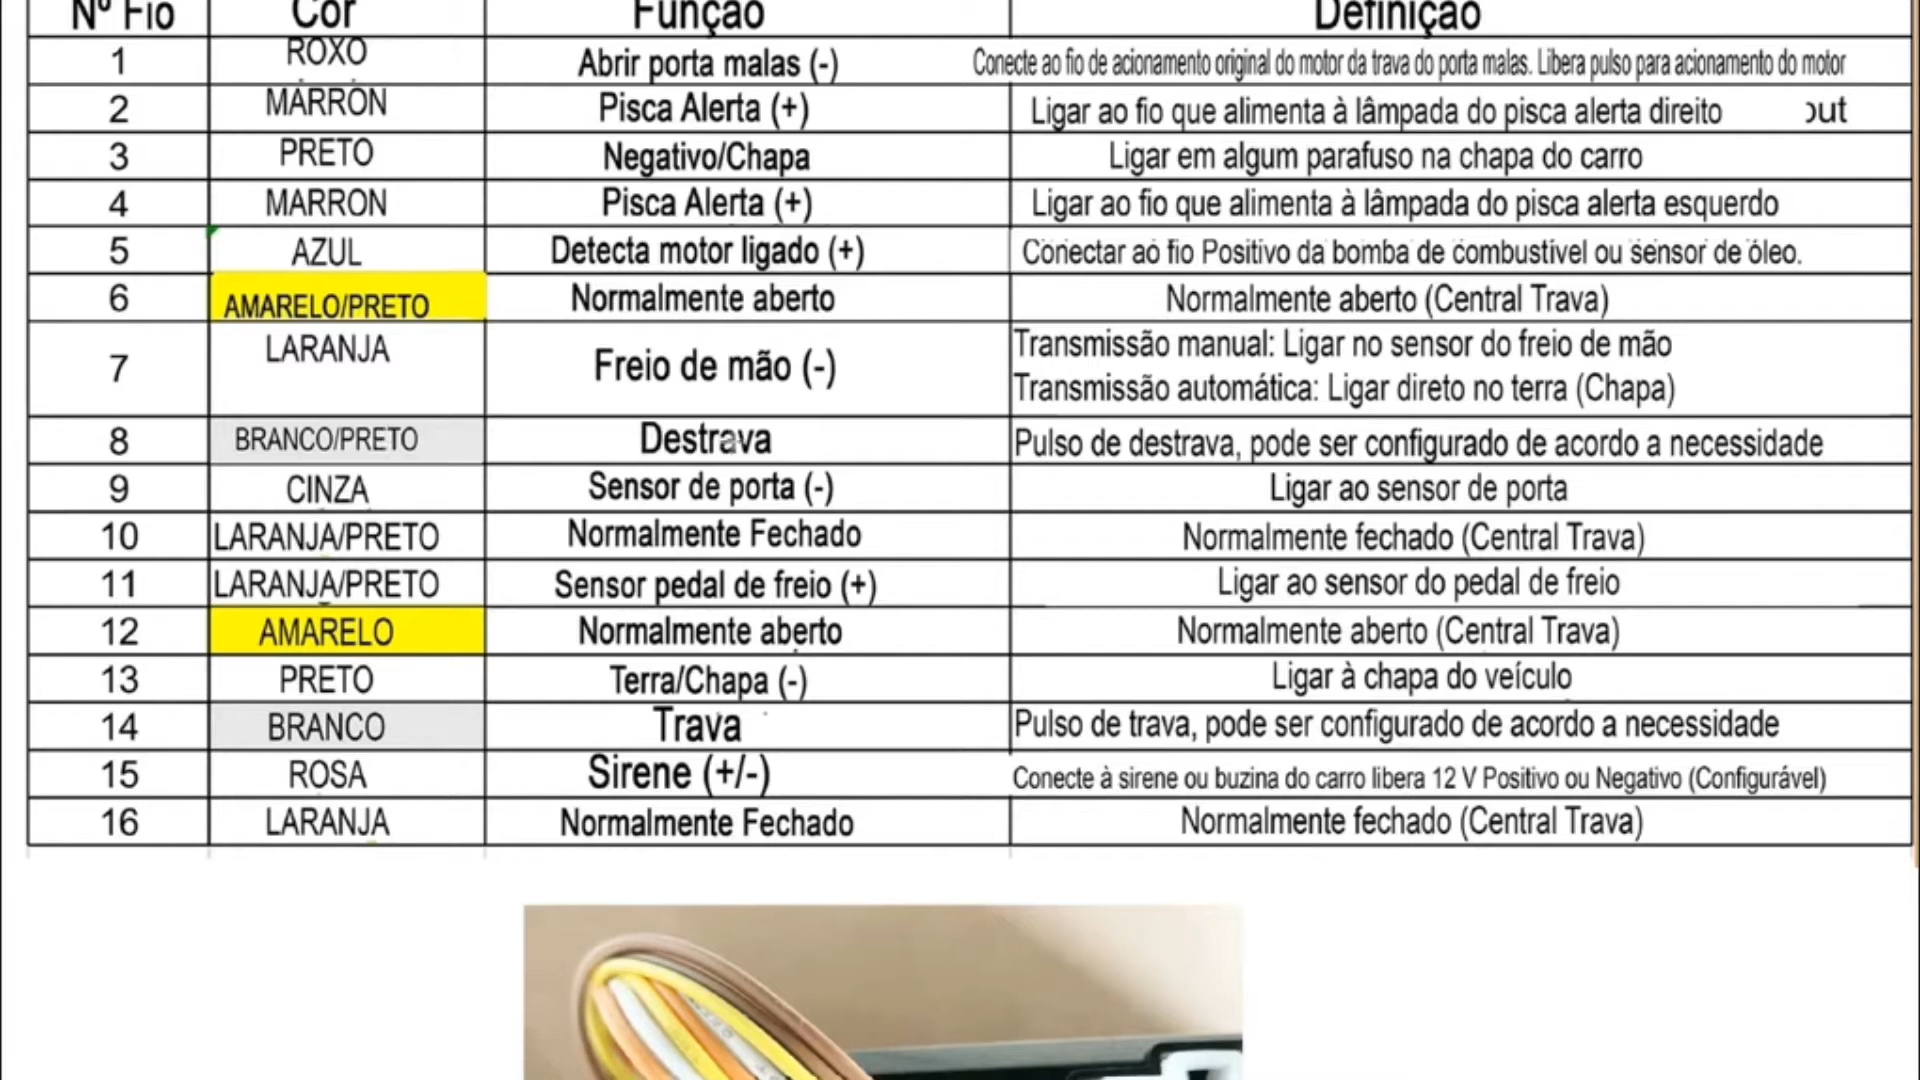 Nº Fio Cor Função Definição
1 ROXO Abrir porta malas (-) Conecte ao fio de acionamento original do motor da trava do porta malas. Libera pulso para acionamento do motor
2 MARRON Pisca Alerta (+) Ligar ao fio que alimenta à lâmpada do pisca alerta direito
3 PRETO Negativo/Chapa Ligar em algum parafuso na chapa do carro
4 MARRON Pisca Alerta (+) Ligar ao fio que alimenta à lâmpada do pisca alerta esquerdo
5 AZUL Detecta motor ligado (+) Conectar ao fio Positivo da bomba de combustível ou sensor de óleo.
6 AMARELO/PRETO Normalmente aberto Normalmente aberto (Central Trava)
7 LARANJA Freio de mão (-) Transmissão manual: Ligar no sensor do freio de mão
Transmissão automática: Ligar direto no terra (Chapa)
8 BRANCO/PRETO Destrava Pulso de destrava, pode ser configurado de acordo a necessidade
9 CINZA Sensor de porta (-) Ligar ao sensor de porta
10 LARANJA/PRETO Normalmente Fechado Normalmente fechado (Central Trava)
11 LARANJA/PRETO Sensor pedal de freio (+) Ligar ao sensor do pedal de freio
12 AMARELO Normalmente aberto Normalmente aberto (Central Trava)
13 PRETO Terra/Chapa (-) Ligar à chapa do veículo
14 BRANCO Trava Pulso de trava, pode ser configurado de acordo a necessidade
15 ROSA Sirene (+/-) Conecte à sirene ou buzina do carro libera 12 V Positivo ou Negativo (Configurável)
16 LARANJA Normalmente Fechado Normalmente fechado (Central Trava)